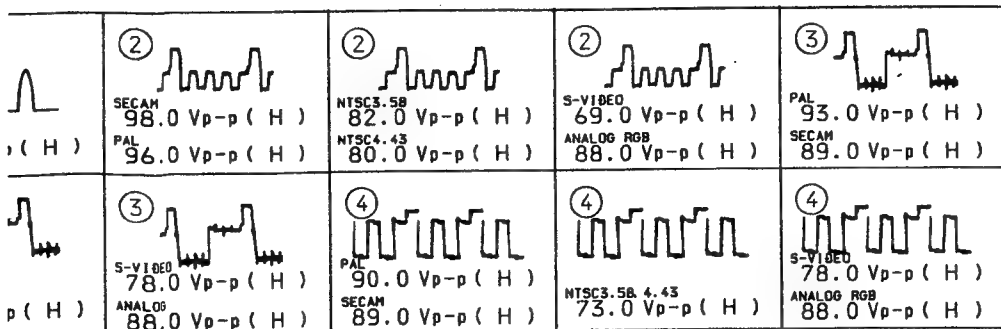 ( H )
②
SECAM
98.0 Vp-p ( H )
PAL
96.0 Vp-p ( H )
②
NTSC3.58
82.0 Vp-p ( H )
NTSC4.43
80.0 Vp-p ( H )
②
S-VIDEO
69.0 Vp-p ( H )
ANALOG RGB
88.0 Vp-p ( H )
③
PAL
93.0 Vp-p ( H )
SECAM
89.0 Vp-p ( H )
p ( H )
③
S-VIDEO
78.0 Vp-p ( H )
ANALOG
88.0 Vp-p ( H )
④
PAL
90.0 Vp-p ( H )
SECAM
89.0 Vp-p ( H )
④
NTSC3.58, 4.43
73.0 Vp-p ( H )
④
S-VIDEO
78.0 Vp-p ( H )
ANALOG RGB
88.0 Vp-p ( H )